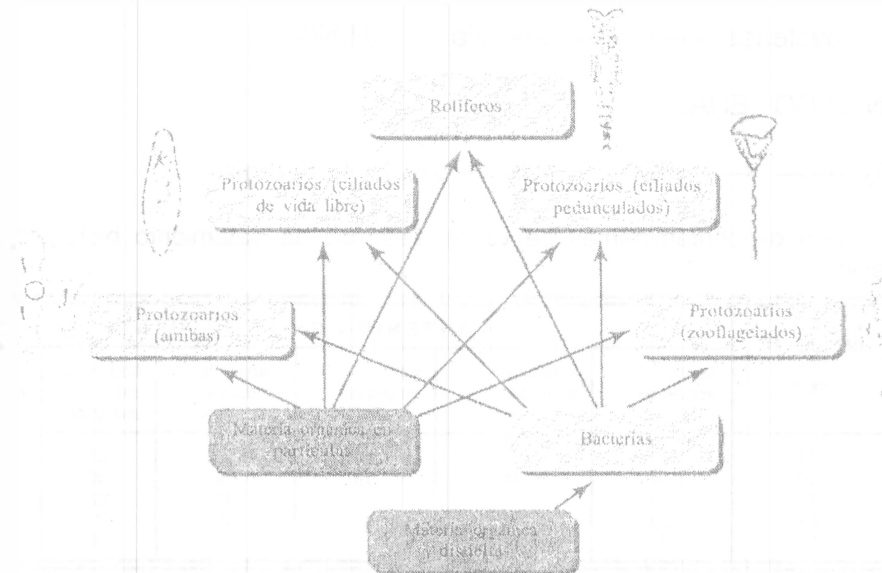 Rotíferos
Protozoarios (ciliados
de vida libre)
Protozoarios (ciliados
pedunculados)
Protozoarios
(amibas)
Protozoarios
(zooflagelados)
Materia orgánica en
partículas
Bacterias
Materia orgánica
disuelta